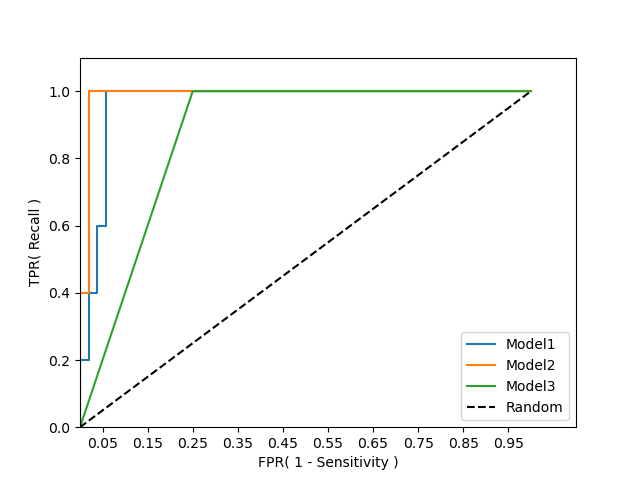 1.0
0.8
0.6
0.4
0.2
0.0
TPR( Recall )
0.05 0.15 0.25 0.35 0.45 0.55 0.65 0.75 0.85 0.95
FPR( 1 - Sensitivity )
Model1
Model2
Model3
Random